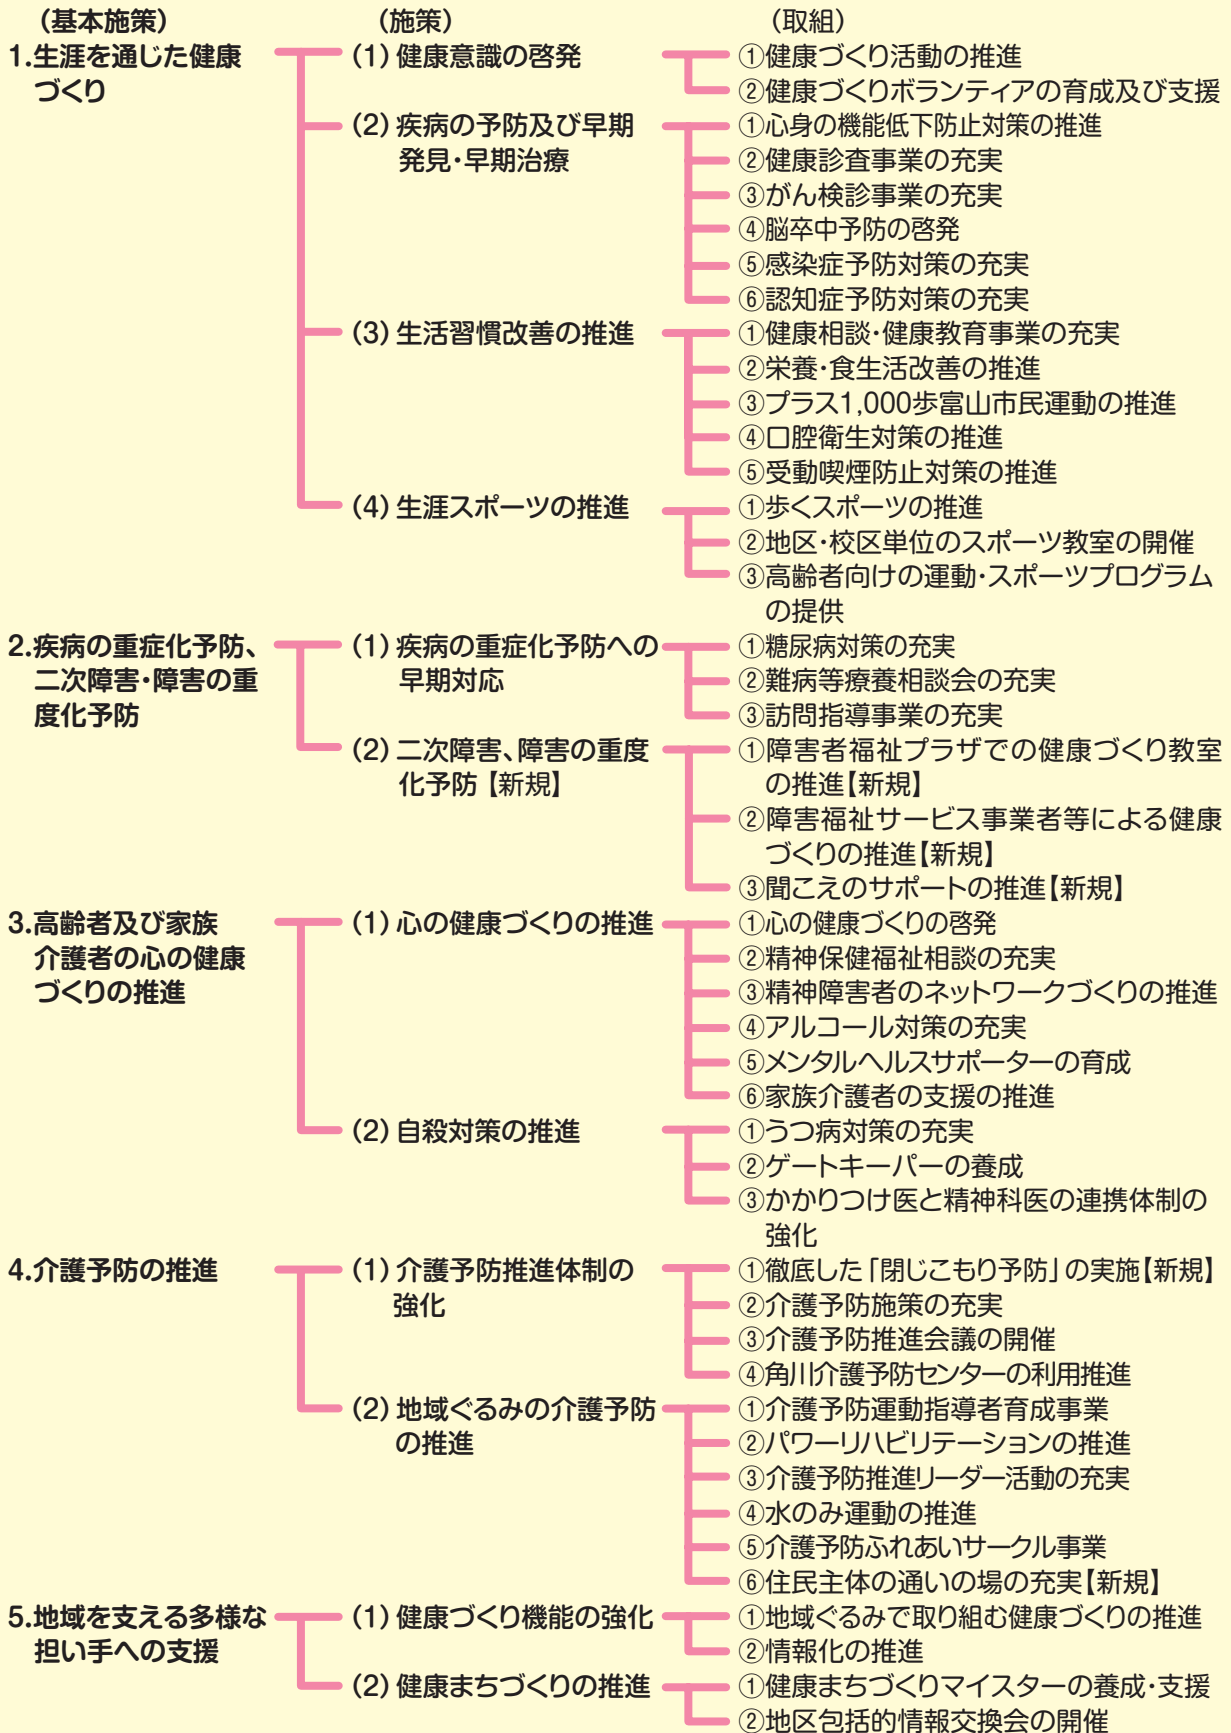 （基本施策）
（施策）
（取組）
1.生涯を通じた健康
づくり
（1）健康意識の啓発
①健康づくり活動の推進
②健康づくりボランティアの育成及び支援
（2）疾病の予防及び早期
発見・早期治療
①心身の機能低下防止対策の推進
②健康診査事業の充実
③がん検診事業の充実
④脳卒中予防の啓発
⑤感染症予防対策の充実
⑥認知症予防対策の充実
（3）生活習慣改善の推進
①健康相談・健康教育事業の充実
②栄養・食生活改善の推進
③プラス1,000歩富山市民運動の推進
④口腔衛生対策の推進
⑤受動喫煙防止対策の推進
（4）生涯スポーツの推進
①歩くスポーツの推進
②地区・校区単位のスポーツ教室の開催
③高齢者向けの運動・スポーツプログラム
の提供
2.疾病の重症化予防、
二次障害・障害の重
度化予防
（1）疾病の重症化予防への
早期対応
①糖尿病対策の充実
②難病等療養相談会の充実
③訪問指導事業の充実
（2）二次障害、障害の重度
化予防【新規】
①障害者福祉プラザでの健康づくり教室
の推進【新規】
②障害福祉サービス事業者等による健康
づくりの推進【新規】
③聞こえのサポートの推進【新規】
3.高齢者及び家族
介護者の心の健康
づくりの推進
（1）心の健康づくりの推進
①心の健康づくりの啓発
②精神保健福祉相談の充実
③精神障害者のネットワークづくりの推進
④アルコール対策の充実
⑤メンタルヘルスサポーターの育成
⑥家族介護者の支援の推進
（2）自殺対策の推進
①うつ病対策の充実
②ゲートキーパーの養成
③かかりつけ医と精神科医の連携体制の
強化
4.介護予防の推進
（1）介護予防推進体制の
強化
①徹底した「閉じこもり予防」の実施【新規】
②介護予防施策の充実
③介護予防推進会議の開催
④角川介護予防センターの利用推進
（2）地域ぐるみの介護予防
の推進
①介護予防運動指導者育成事業
②パワーリハビリテーションの推進
③介護予防推進リーダー活動の充実
④水のみ運動の推進
⑤介護予防ふれあいサークル事業
⑥住民主体の通いの場の充実【新規】
5.地域を支える多様な
担い手への支援
（1）健康づくり機能の強化
①地域ぐるみで取り組む健康づくりの推進
②情報化の推進
（2）健康まちづくりの推進
①健康まちづくりマイスターの養成・支援
②地区包括的情報交換会の開催